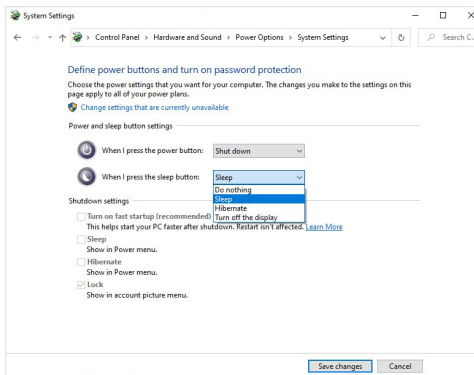 System Settings
Control Panel > Hardware and Sound > Power Options > System Settings
Search C...
Define power buttons and turn on password protection
Choose the power settings that you want for your computer. The changes you make to the settings on this
page apply to all of your power plans.
Change settings that are currently unavailable
Power and sleep button settings
When I press the power button: Shut down
When I press the sleep button: Sleep
Do nothing
Sleep
Hibernate
Turn off the display
Shutdown settings
Turn on fast startup (recommended)
This helps start your PC faster after shutdown. Restart isn't affected. Learn More
Sleep
Show in Power menu.
Hibernate
Show in Power menu.
Lock
Show in account picture menu.
Save changes Cancel